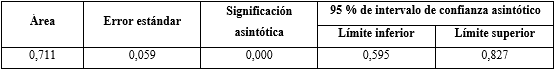 Área Error estándar Significación asintótica 95 % de intervalo de confianza asintótico
Límite inferior Límite superior
0,711 0,059 0,000 0,595 0,827